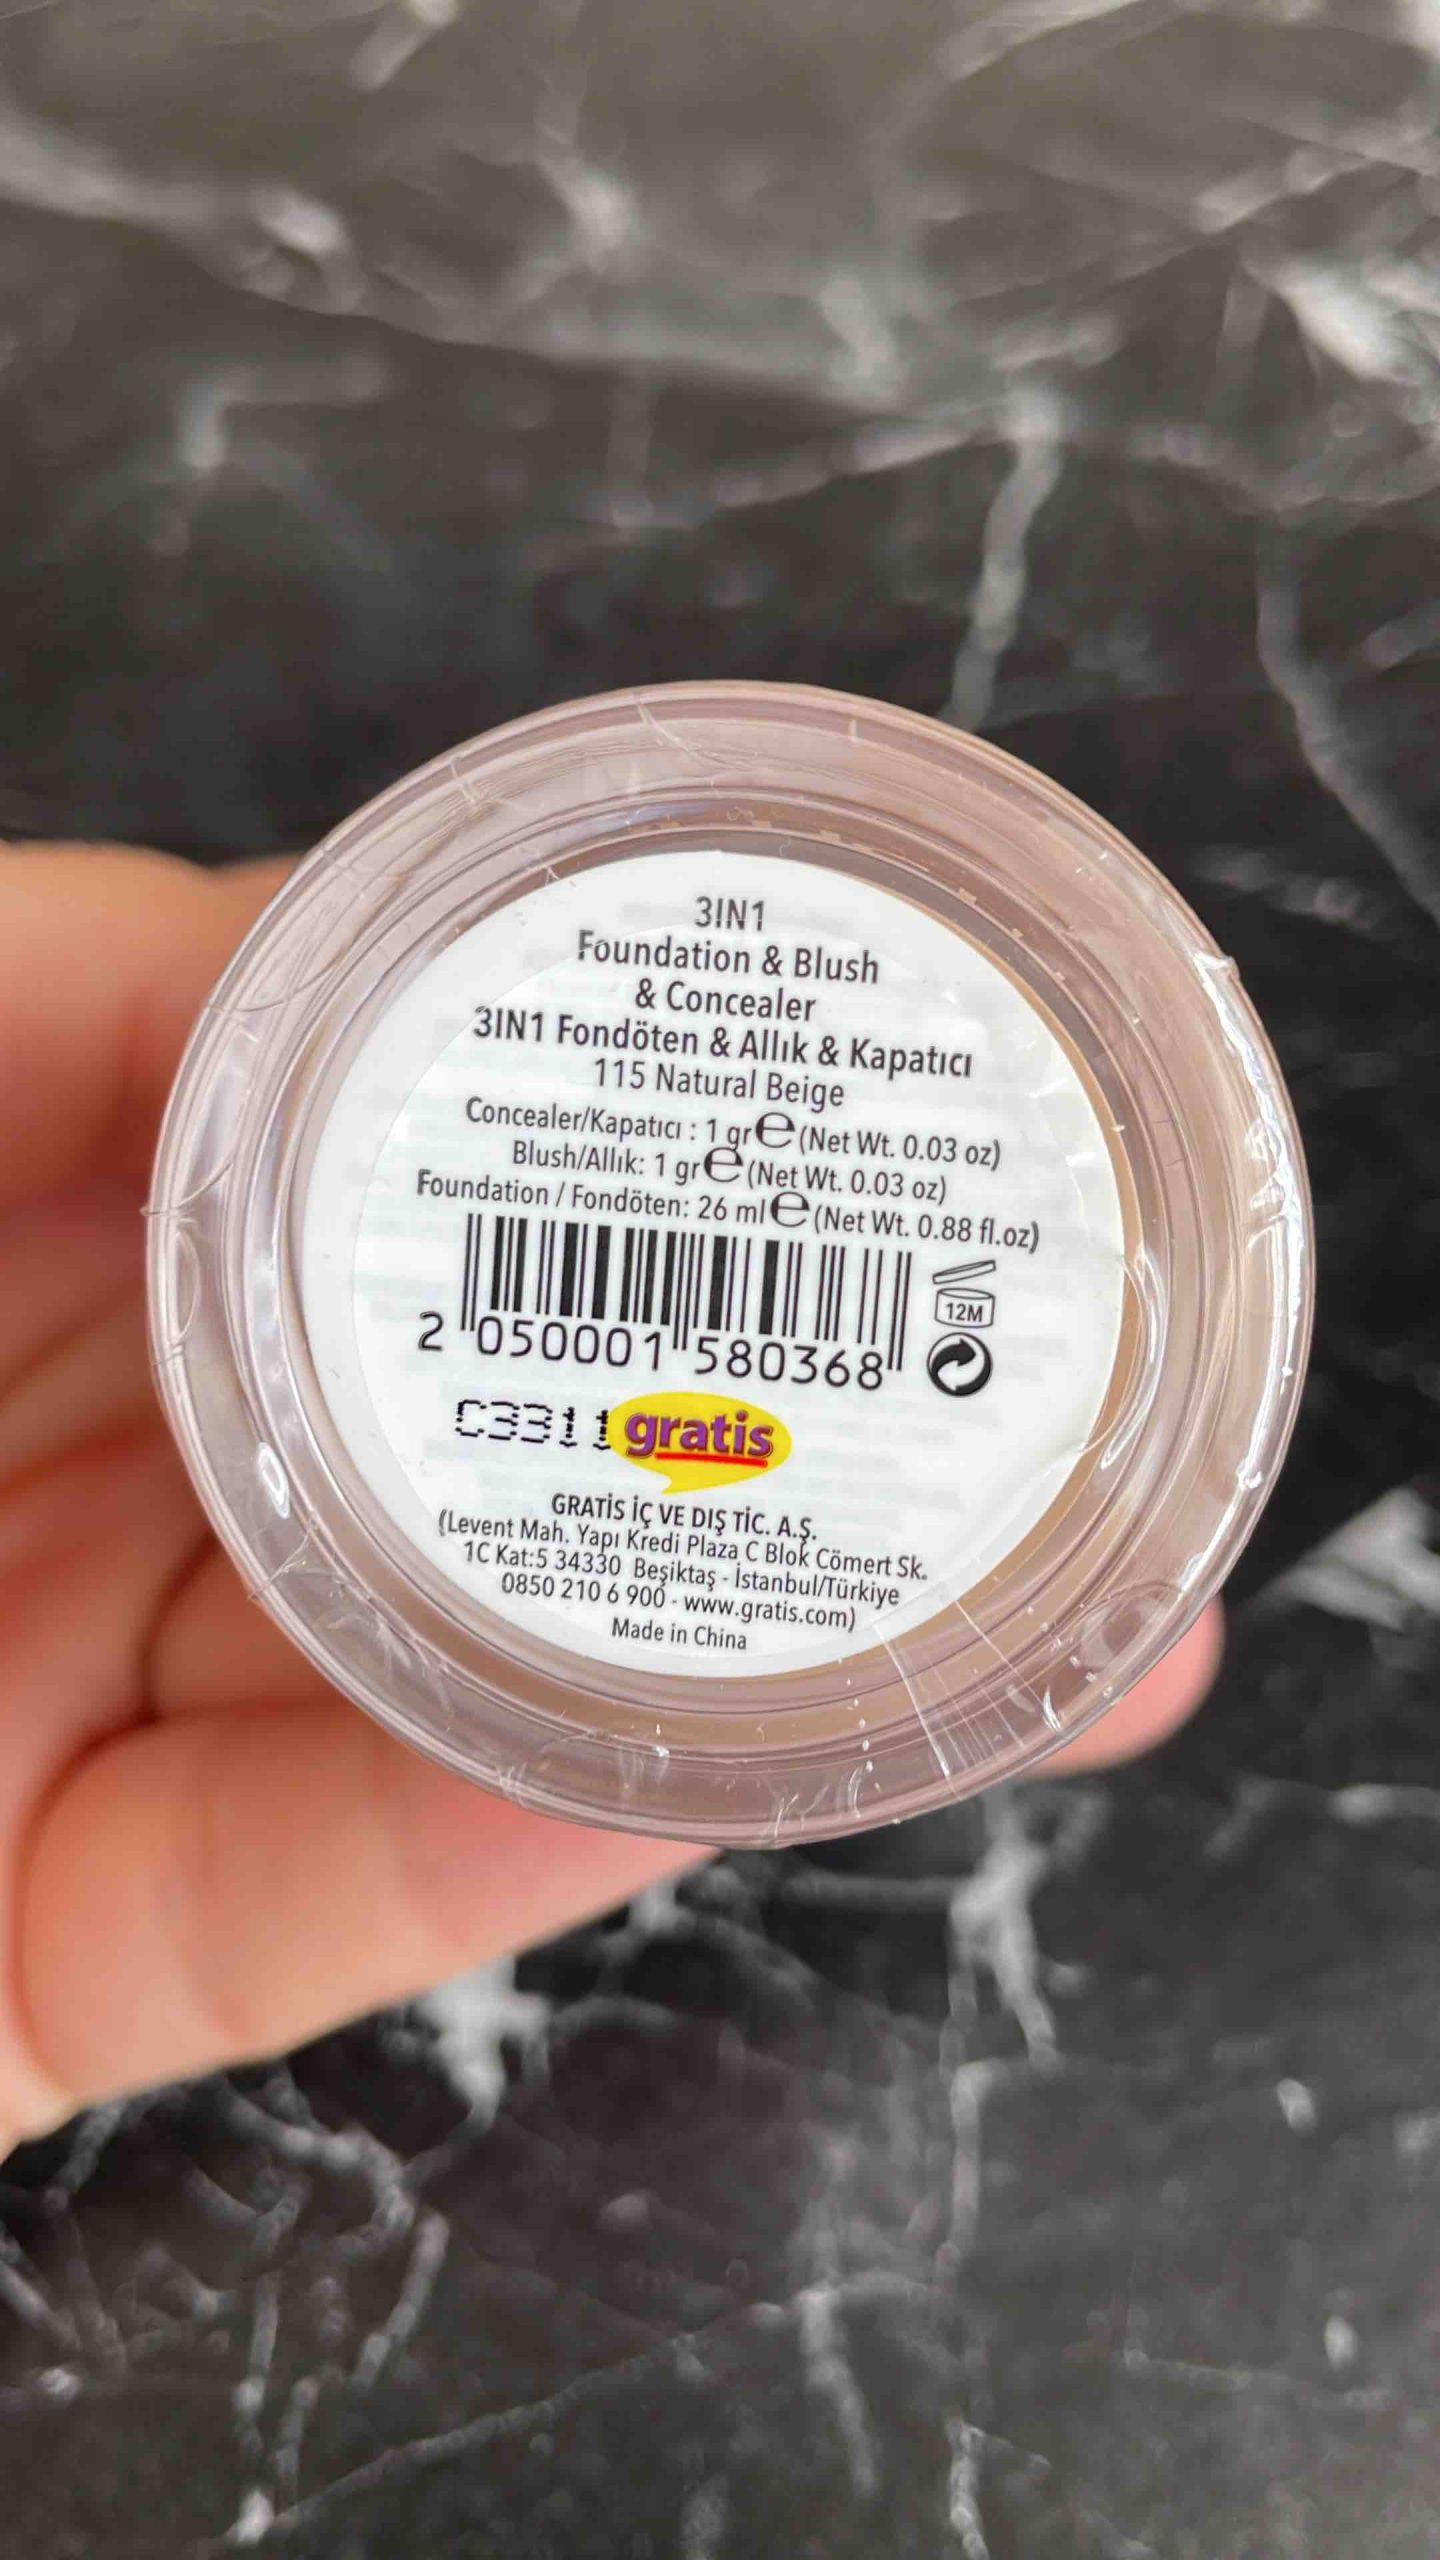 3IN1
Foundation & Blush
& Concealer
3IN1 Fondöten & Allık & Kapatıcı
115 Natural Beige
Concealer/Kapatıcı : 1 gr e (Net Wt. 0.03 oz)
Blush/Allık: 1 gr e (Net Wt. 0.03 oz)
Foundation / Fondöten: 26 ml e (Net Wt. 0.88 fl.oz)
12M
2 050001 580368
gratis
GRATİS İÇ VE DIŞ TİC. A.Ş.
(Levent Mah. Yapı Kredi Plaza C Blok Cömert Sk.
1C Kat:5 34330 Beşiktaş - İstanbul/Türkiye
0850 210 6 900 - www.gratis.com)
Made in China